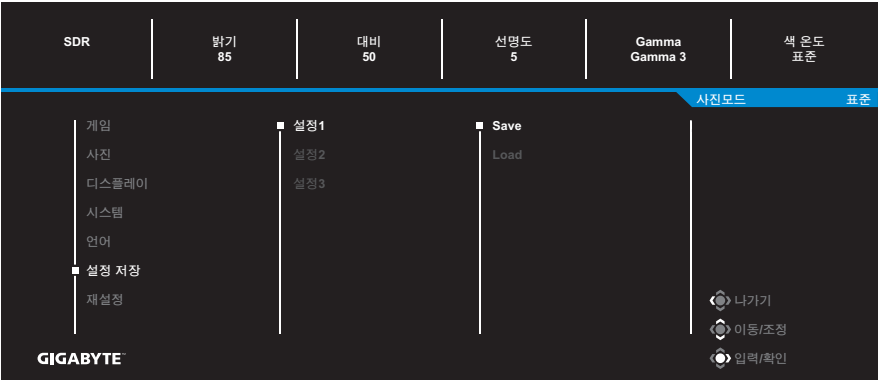 SDR
밝기
85
대비
50
선명도
5
Gamma
Gamma 3
색 온도
표준
사진모드 표준
게임
사진
디스플레이
시스템
언어
설정 저장
재설정
설정1
설정2
설정3
Save
Load
나가기
이동/조정
입력/확인
GIGABYTE™